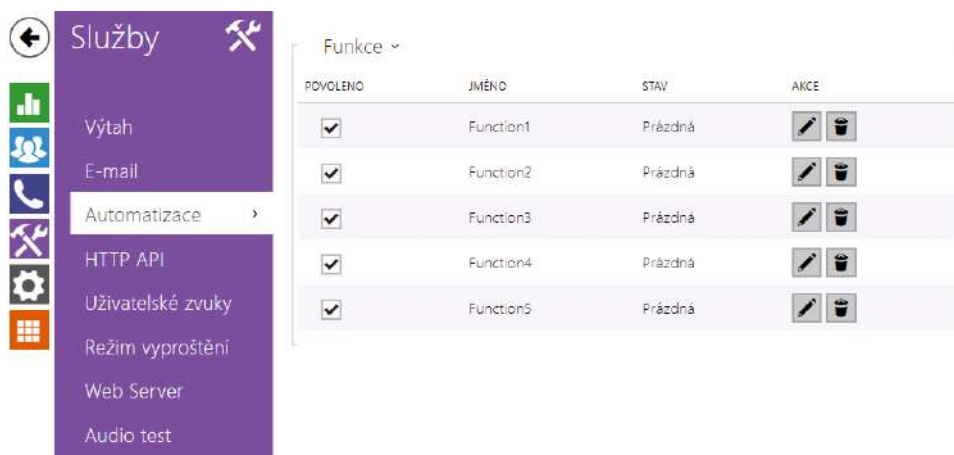 Služby
Výtah
E-mail
Automatizace
HTTP API
Uživatelské zvuky
Režim vyproštění
Web Server
Audio test
Funkce
POVOLENO JMÉNO STAV AKCE
Function1 Prázdná
Function2 Prázdná
Function3 Prázdná
Function4 Prázdná
Function5 Prázdná